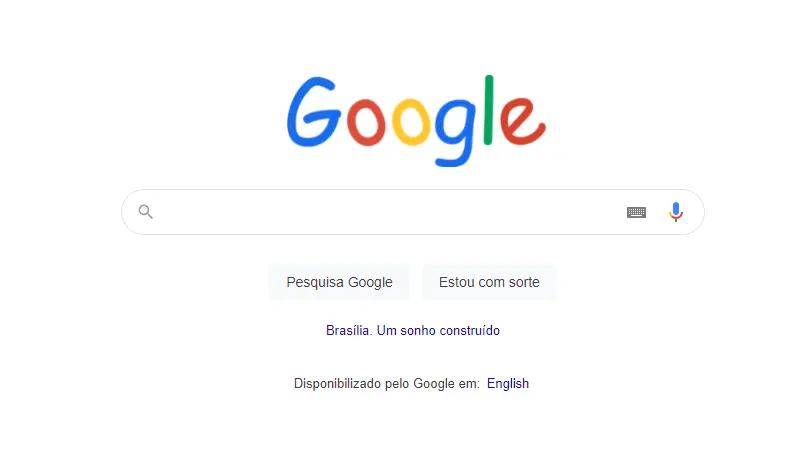 Google
Pesquisa Google
Estou com sorte
Brasília. Um sonho construído
Disponibilizado pelo Google em: English